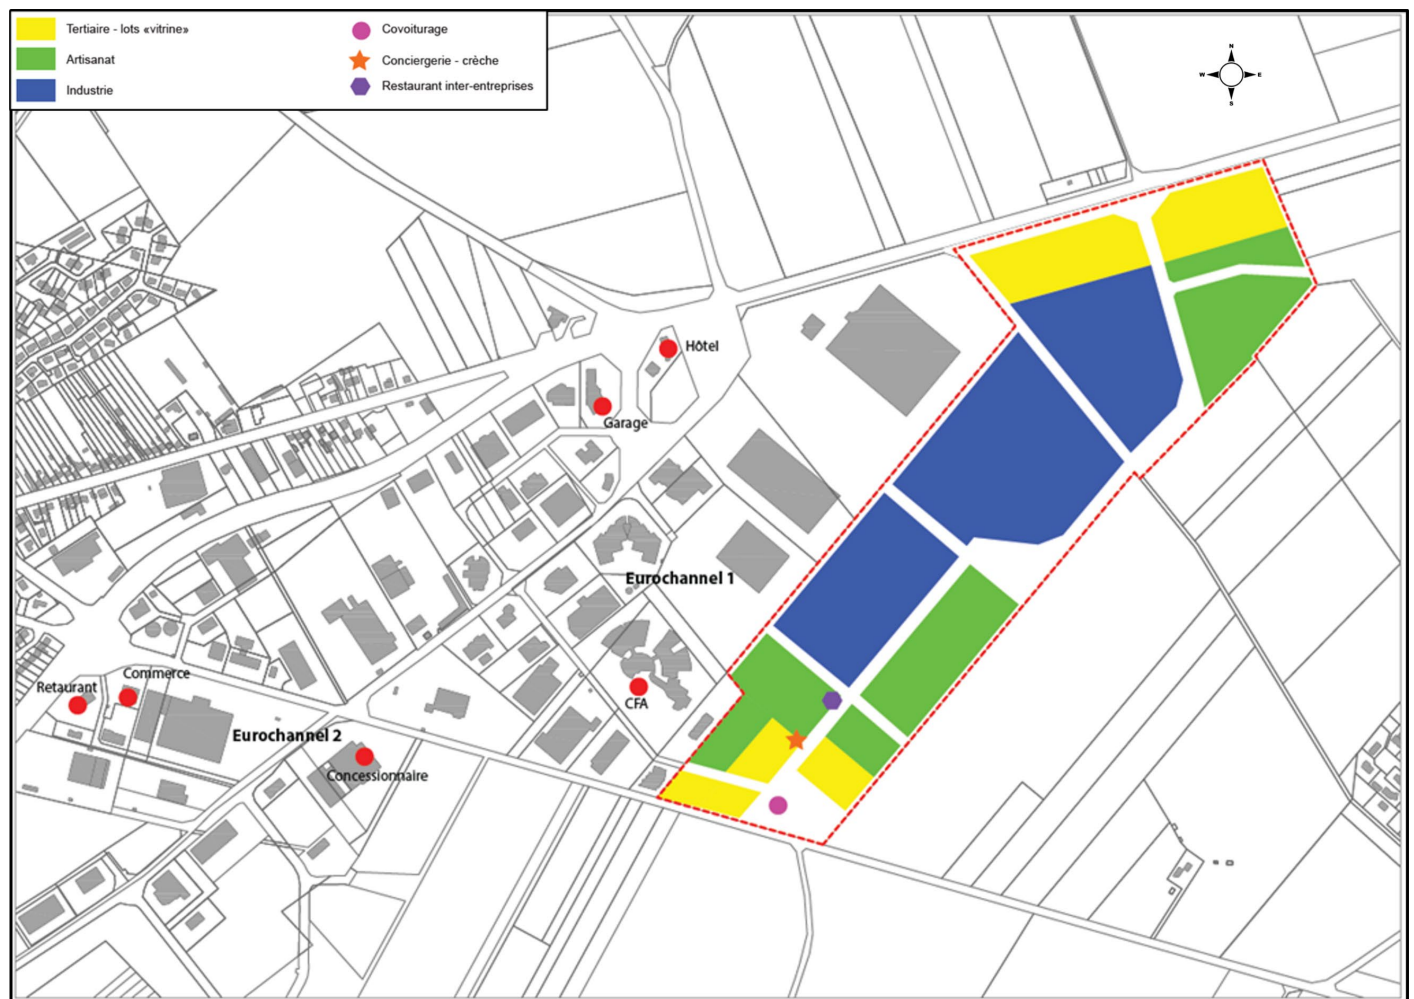 Tertiaire - lots «vitrine»
Artisanat
Industrie
Covoiturage
Conciergerie - crèche
Restaurant inter-entreprises
N
W
E
S
Hôtel
Garage
Eurochannel 1
CFA
Retaurant
Commerce
Eurochannel 2
Concessionnaire